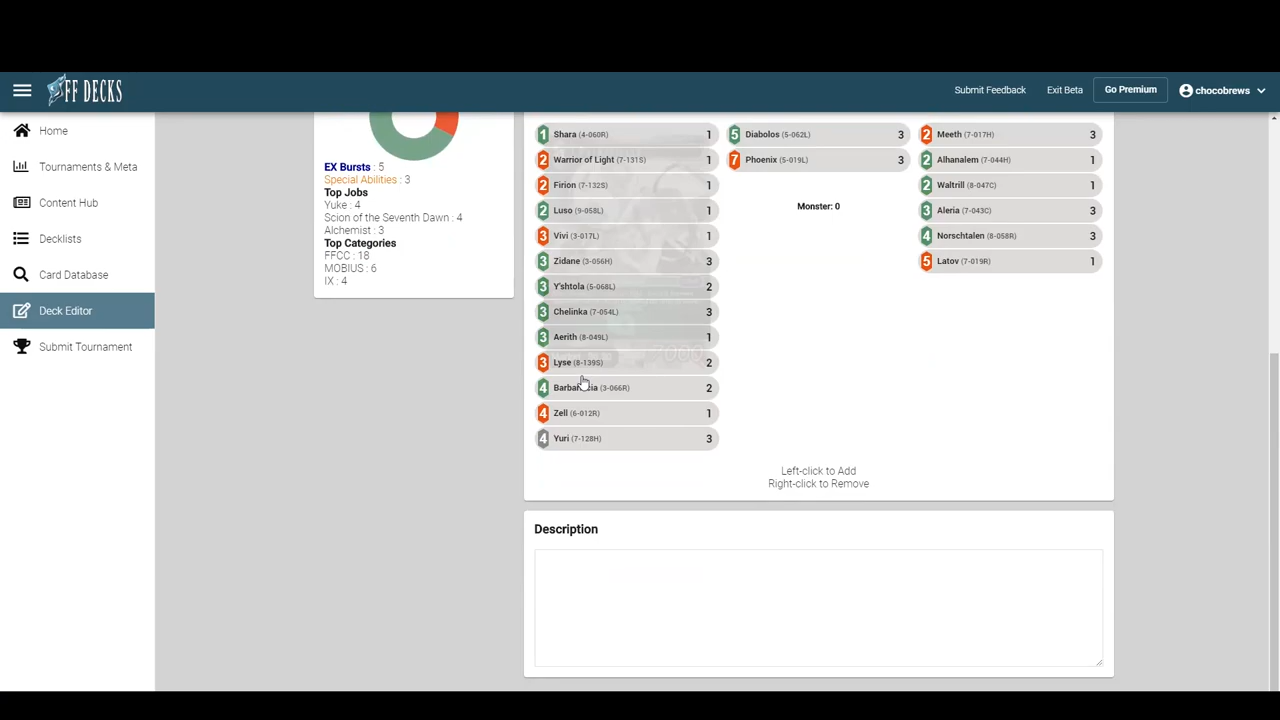 FF DECKS
Submit Feedback
Exit Beta
Go Premium
chocobrews
Home
Tournaments & Meta
Content Hub
Decklists
Card Database
Deck Editor
Submit Tournament
EX Bursts : 5
Special Abilities : 3
Top Jobs
Yuke : 4
Scion of the Seventh Dawn : 4
Alchemist : 3
Top Categories
FFCC : 18
MOBIUS : 6
IX : 4
1 Shara (4-060R) 1
2 Warrior of Light (7-131S) 1
2 Firion (7-132S) 1
2 Luso (9-058L) 1
3 Vivi (3-017L) 1
3 Zidane (3-056H) 3
3 Y'shtola (5-068L) 2
3 Chelinka (7-054L) 3
3 Aerith (8-049L) 1
3 Lyse (8-139S) 2
4 (3-066R) 2
4 Zell (6-012R) 1
4 Yuri (7-128H) 3
5 Diabolos (5-062L) 3
7 Phoenix (5-019L) 3
Monster: 0
2 Meeth (7-017H) 3
2 Alhanalem (7-044H) 1
2 Waltrill (8-047C) 1
3 Aleria (7-043C) 3
4 Norschtalen (8-058R) 3
5 Latov (7-019R) 1
Left-click to Add
Right-click to Remove
Description